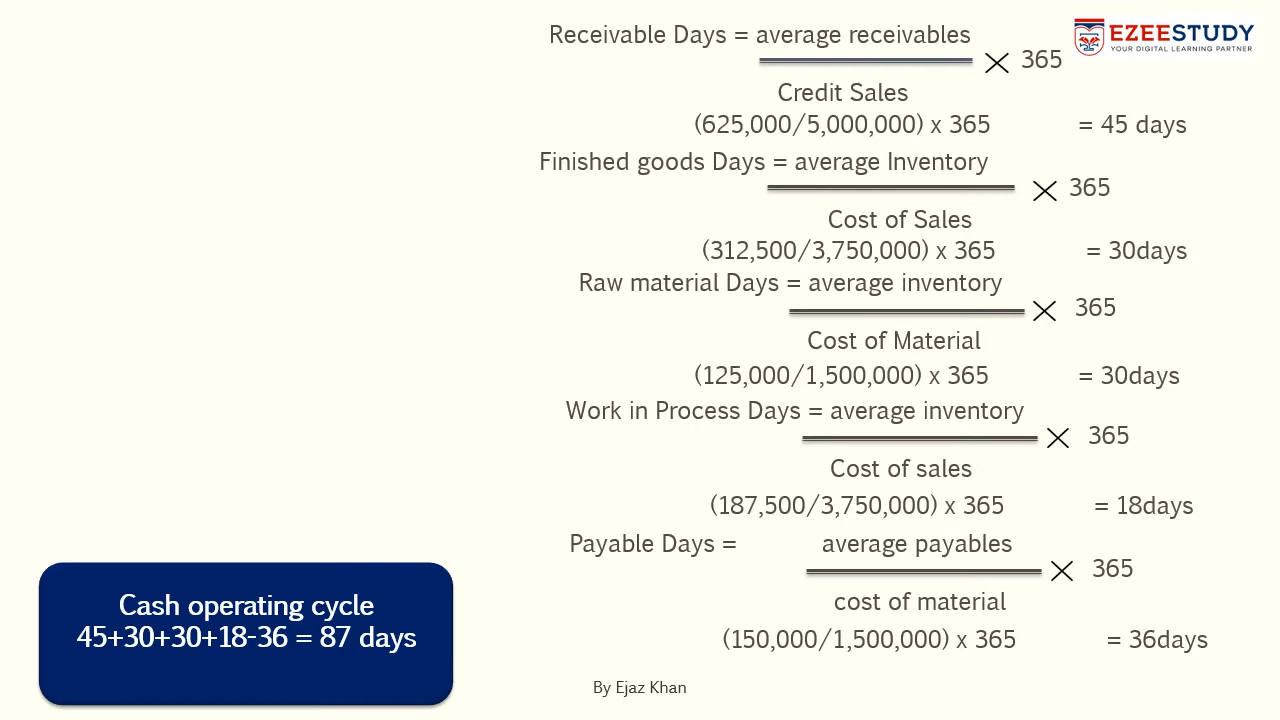 Receivable Days = average receivables
× 365
Credit Sales
(625,000/5,000,000) x 365 = 45 days
Finished goods Days = average Inventory
× 365
Cost of Sales
(312,500/3,750,000) x 365 = 30days
Raw material Days = average inventory
× 365
Cost of Material
(125,000/1,500,000) x 365 = 30days
Work in Process Days = average inventory
× 365
Cost of sales
(187,500/3,750,000) x 365 = 18days
Payable Days = average payables
× 365
cost of material
(150,000/1,500,000) x 365 = 36days
Cash operating cycle
45+30+30+18-36 = 87 days
By Ejaz Khan
EZEESTUDY
YOUR DIGITAL LEARNING PARTNER